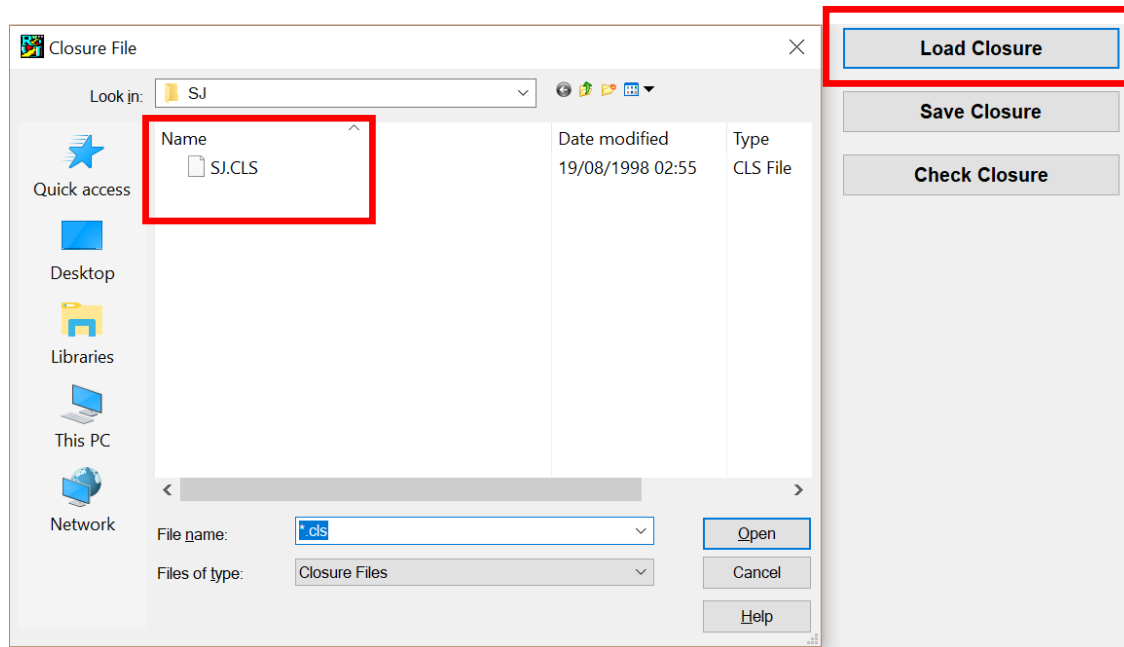 Closure File
Load Closure
Look in:
SJ
Save Closure
Name
Date modified
Type
SJ.CLS
19/08/1998 02:55
CLS File
Check Closure
Quick access
Desktop
Libraries
This PC
Network
File name:
*.cls
Open
Files of type:
Closure Files
Cancel
Help